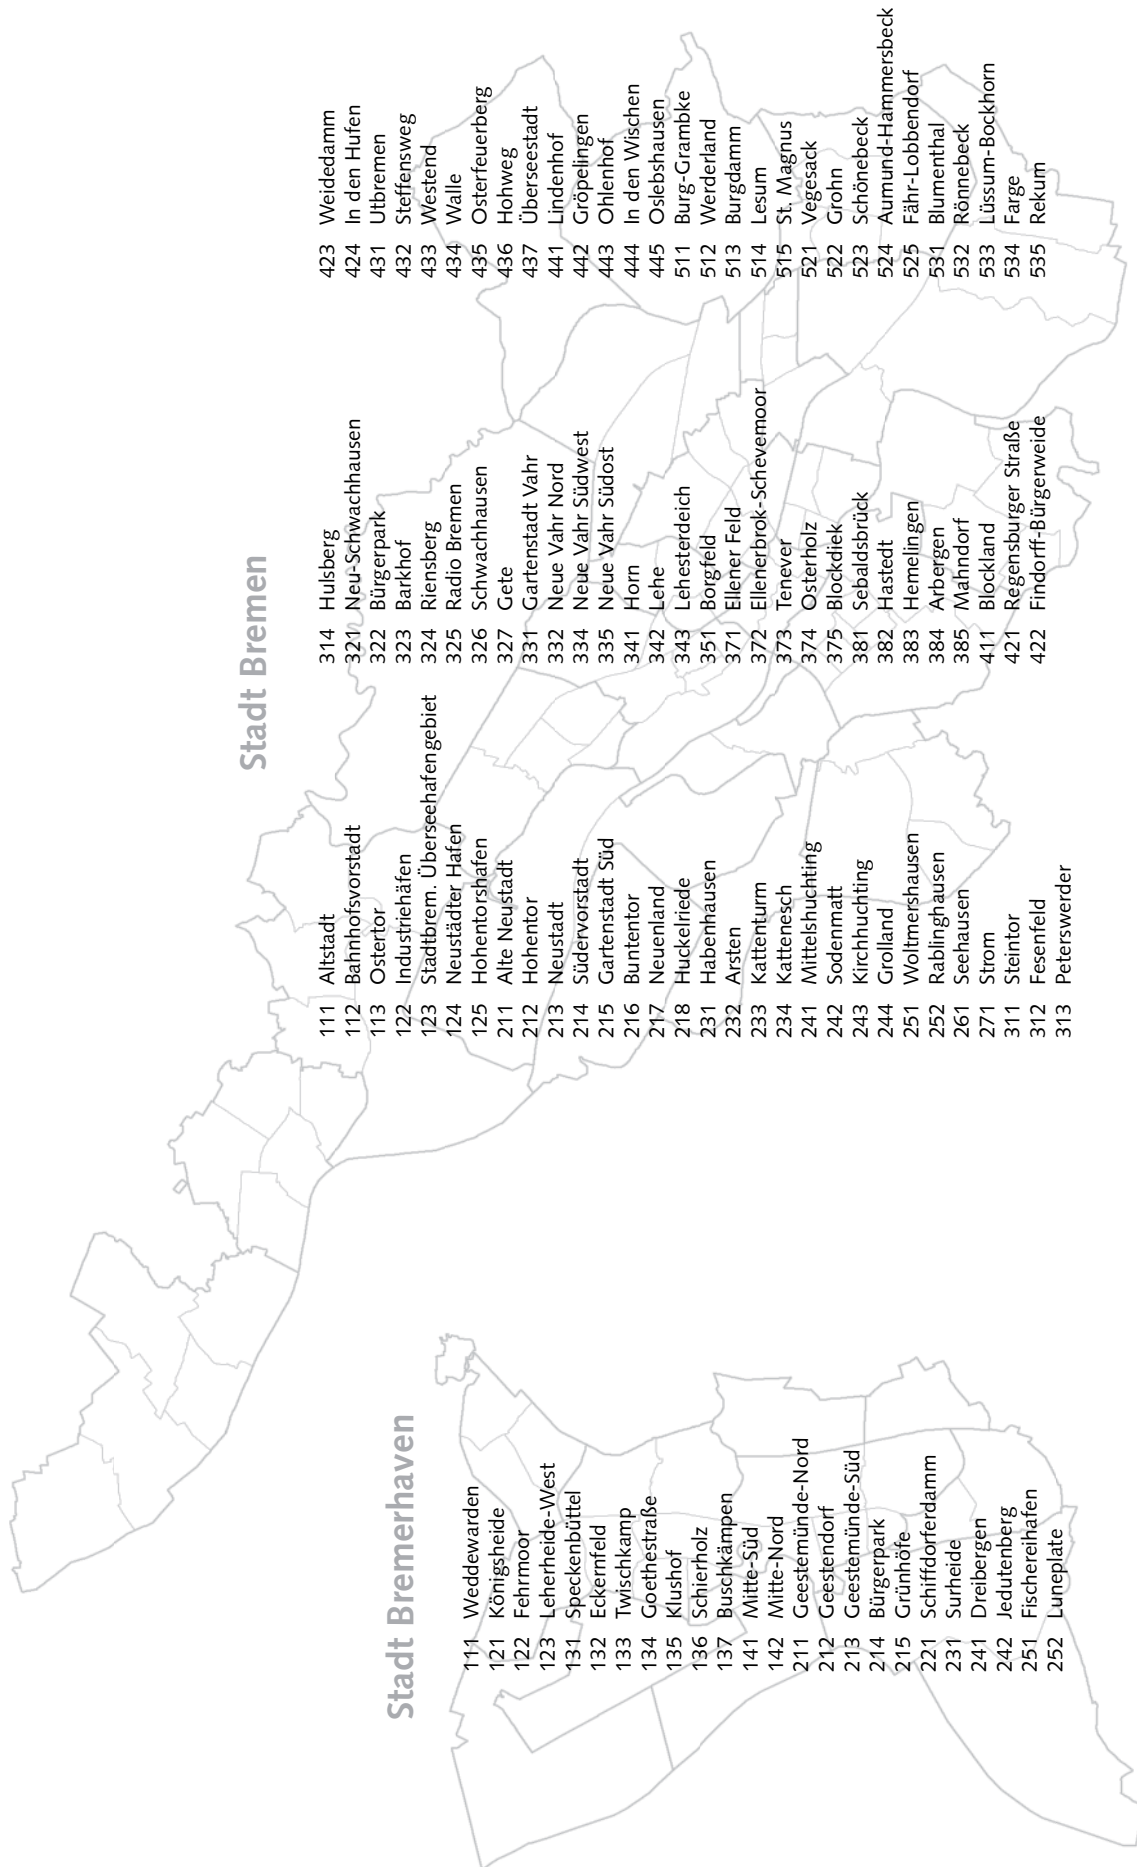 Stadt Bremerhaven
111 Weddewarden
121 Königsheide
122 Fehrmoor
123 Leherheide-West
131 Speckenbüttel
132 Eckernfeld
133 Twischkamp
134 Goethestraße
135 Klushof
136 Schierholz
137 Buschkämpen
141 Mitte-Süd
142 Mitte-Nord
211 Geestemünde-Nord
212 Geestendorf
213 Geestemünde-Süd
214 Bürgerpark
215 Grünhöfe
221 Schiffdorferdamm
231 Surheide
241 Dreibergen
242 Jedutenberg
251 Fischereihafen
252 Luneplate
Stadt Bremen
111 Altstadt
112 Bahnhofsvorstadt
113 Ostertor
122 Industriehäfen
123 Stadtbrem. Überseehafengebiet
124 Neustädter Hafen
125 Hohentorshafen
211 Alte Neustadt
212 Hohentor
213 Neustadt
214 Südervorstadt
215 Gartenstadt Süd
216 Buntentor
217 Neuenland
218 Huckelriede
231 Habenhausen
232 Arsten
233 Kattenturm
234 Kattenesch
241 Mittelshuchting
242 Sodenmatt
243 Kirchhuchting
244 Grolland
251 Woltmershausen
252 Rablinghausen
261 Seehausen
271 Strom
311 Steintor
312 Fesenfeld
313 Peterswerder
314 Hulsberg
321 Neu-Schwachhausen
322 Bürgerpark
323 Barkhof
324 Riensberg
325 Radio Bremen
326 Schwachhausen
327 Gete
331 Gartenstadt Vahr
332 Neue Vahr Nord
334 Neue Vahr Südwest
335 Neue Vahr Südost
341 Horn
342 Lehe
343 Lehesterdeich
351 Borgfeld
371 Ellener Feld
372 Ellenerbrok-Schevemoor
373 Tenever
374 Osterholz
375 Blockdiek
381 Sebaldsbrück
382 Hastedt
383 Hemelingen
384 Arbergen
385 Mahndorf
411 Blockland
421 Regensburger Straße
422 Findorff-Bürgerweide
423 Weidedamm
424 In den Hufen
431 Utbremen
432 Steffensweg
433 Westend
434 Walle
435 Osterfeuerberg
436 Hohweg
437 Überseestadt
441 Lindenhof
442 Gröpelingen
443 Ohlenhof
444 In den Wischen
445 Oslebshausen
511 Burg-Grambke
512 Werderland
513 Burgdamm
514 Lesum
515 St. Magnus
521 Vegesack
522 Grohn
523 Schönebeck
524 Aumund-Hammersbeck
525 Fähr-Lobbendorf
531 Blumenthal
532 Rönnebeck
533 Lüssum-Bockhorn
534 Farge
535 Rekum